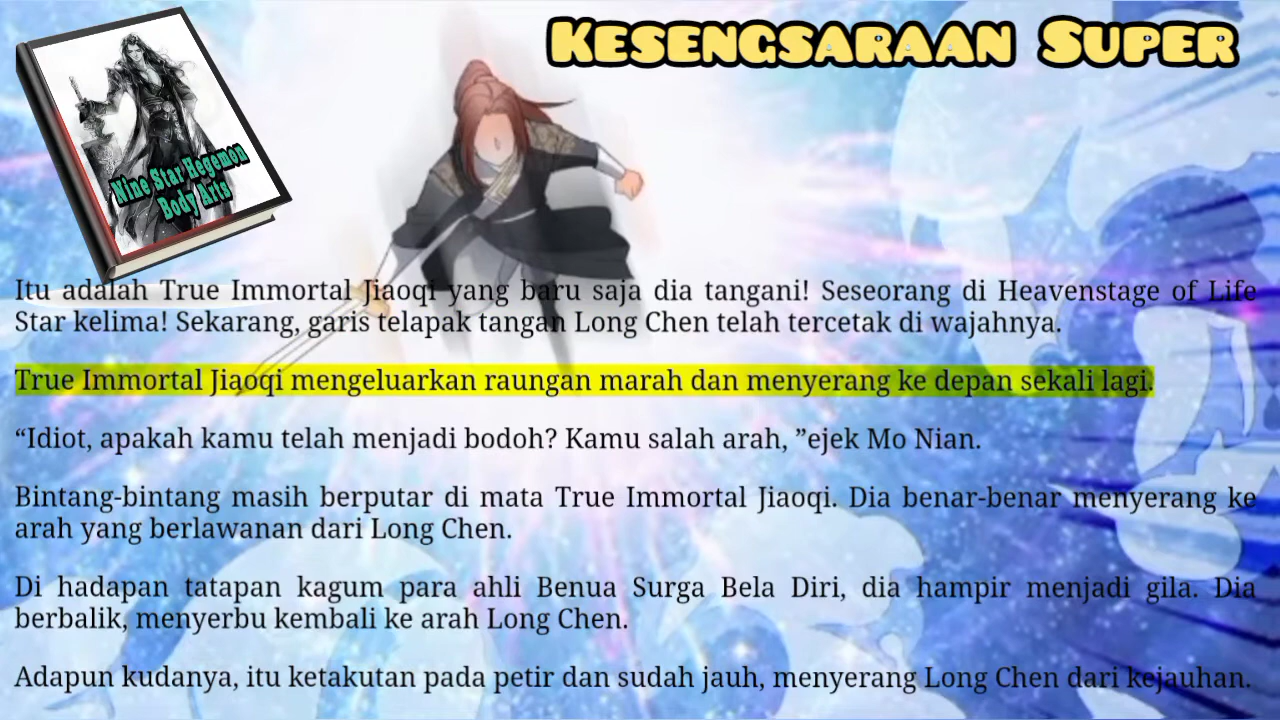 Kesengsaraan Super
Nine Star Hegemon
Body Arts
Itu adalah True Immortal Jiaoqi yang baru saja dia tangani! Seseorang di Heavenstage of Life
Star kelima! Sekarang, garis telapak tangan Long Chen telah tercetak di wajahnya.
True Immortal Jiaoqi mengeluarkan raungan marah dan menyerang ke depan sekali lagi.
“Idiot, apakah kamu telah menjadi bodoh? Kamu salah arah, ”ejek Mo Nian.
Bintang-bintang masih berputar di mata True Immortal Jiaoqi. Dia benar-benar menyerang ke
arah yang berlawanan dari Long Chen.
Di hadapan tatapan kagum para ahli Benua Surga Bela Diri, dia hampir menjadi gila. Dia
berbalik, menyerbu kembali ke arah Long Chen.
Adapun kudanya, itu ketakutan pada petir dan sudah jauh, menyerang Long Chen dari kejauhan.